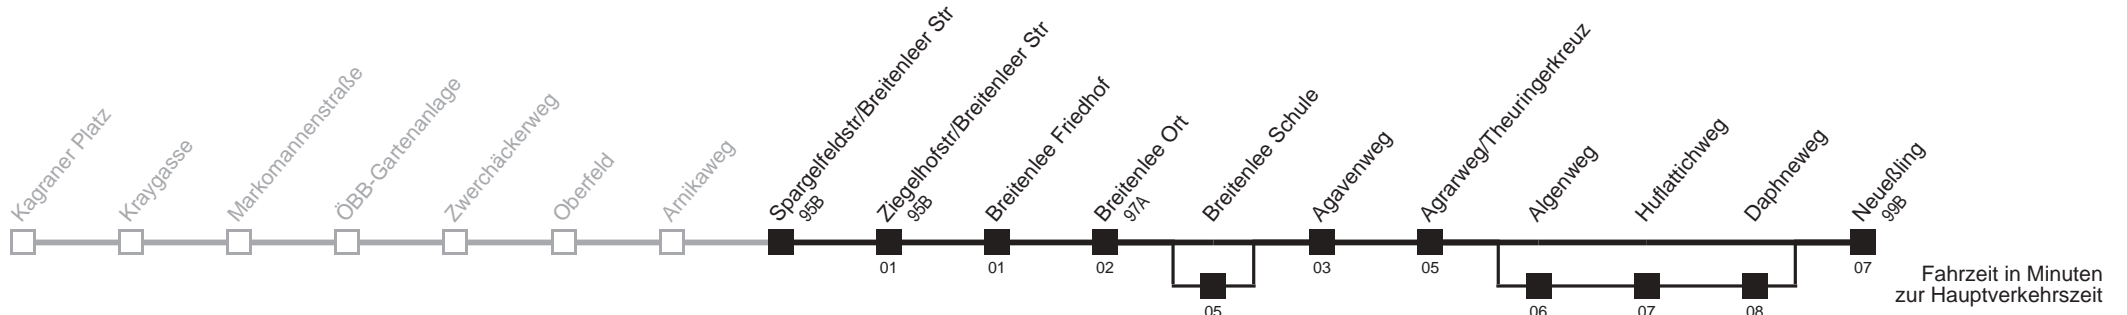 Kagraner Platz
Kraygasse
Markomannenstraße
ÖBB-Gartenanlage
Zwerchäckerweg
Oberfeld
Arnikaweg
Spargelfeldstr/Breitenleer Str
95B
Ziegelhofstr/Breitenleer Str
95B
Breitenlee Friedhof
Breitenlee Ort
97A
Breitenlee Schule
Agavenweg
Agrarweg/Theuringerkreuz
Algenweg
Huflattichweg
Daphneweg
Neueßling
99B
01
01
02
05
03
05
06
07
08
07
Fahrzeit in Minuten
zur Hauptverkehrszeit